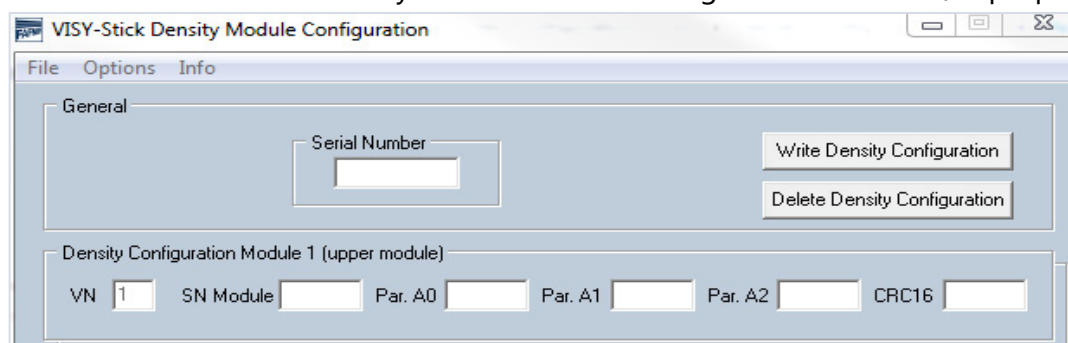 VISY-Stick Density Module Configuration
File Options Info
General
Serial Number
Write Density Configuration
Delete Density Configuration
Density Configuration Module 1 (upper module)
VN 1 SN Module Par. A0 Par. A1 Par. A2 CRC16